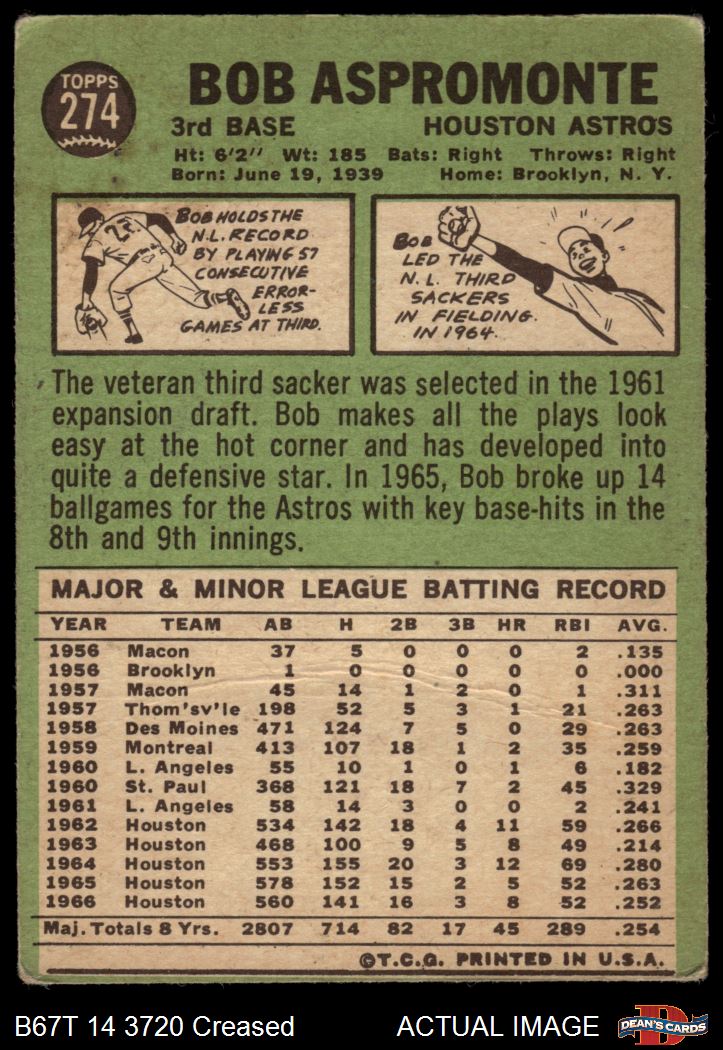 TOPPS
274
BOB ASPROMONTE
3rd BASE HOUSTON ASTROS
Ht: 6'2" Wt: 185 Bats: Right Throws: Right
Born: June 19, 1939 Home: Brooklyn, N. Y.
BOB HOLDS THE
N.L. RECORD
BY PLAYING 57
CONSECUTIVE
ERROR-
LESS
GAMES AT THIRD.
BOB
LED THE
N.L. THIRD
SACKERS
IN FIELDING
IN 1964.
The veteran third sacker was selected in the 1961
expansion draft. Bob makes all the plays look
easy at the hot corner and has developed into
quite a defensive star. In 1965, Bob broke up 14
ballgames for the Astros with key base-hits in the
8th and 9th innings.
MAJOR & MINOR LEAGUE BATTING RECORD
YEAR TEAM AB H 2B 3B HR RBI AVG.
1956 Macon 37 5 0 0 0 2 .135
1956 Brooklyn 1 0 0 0 0 0 .000
1957 Macon 45 14 1 2 0 1 .311
1957 Thom'sv'le 198 52 5 3 1 21 .263
1958 Des Moines 471 124 7 5 0 29 .263
1959 Montreal 413 107 18 1 2 35 .259
1960 L. Angeles 55 10 1 0 1 6 .182
1960 St. Paul 368 121 18 7 2 45 .329
1961 L. Angeles 58 14 3 0 0 2 .241
1962 Houston 534 142 18 4 11 59 .266
1963 Houston 468 100 9 5 8 49 .214
1964 Houston 553 155 20 3 12 69 .280
1965 Houston 578 152 15 2 5 52 .263
1966 Houston 560 141 16 3 8 52 .252
Maj. Totals 8 Yrs. 2807 714 82 17 45 289 .254
©T.C.G. PRINTED IN U.S.A.
B67T 14 3720 Creased ACTUAL IMAGE
D
DEAN'S CARDS